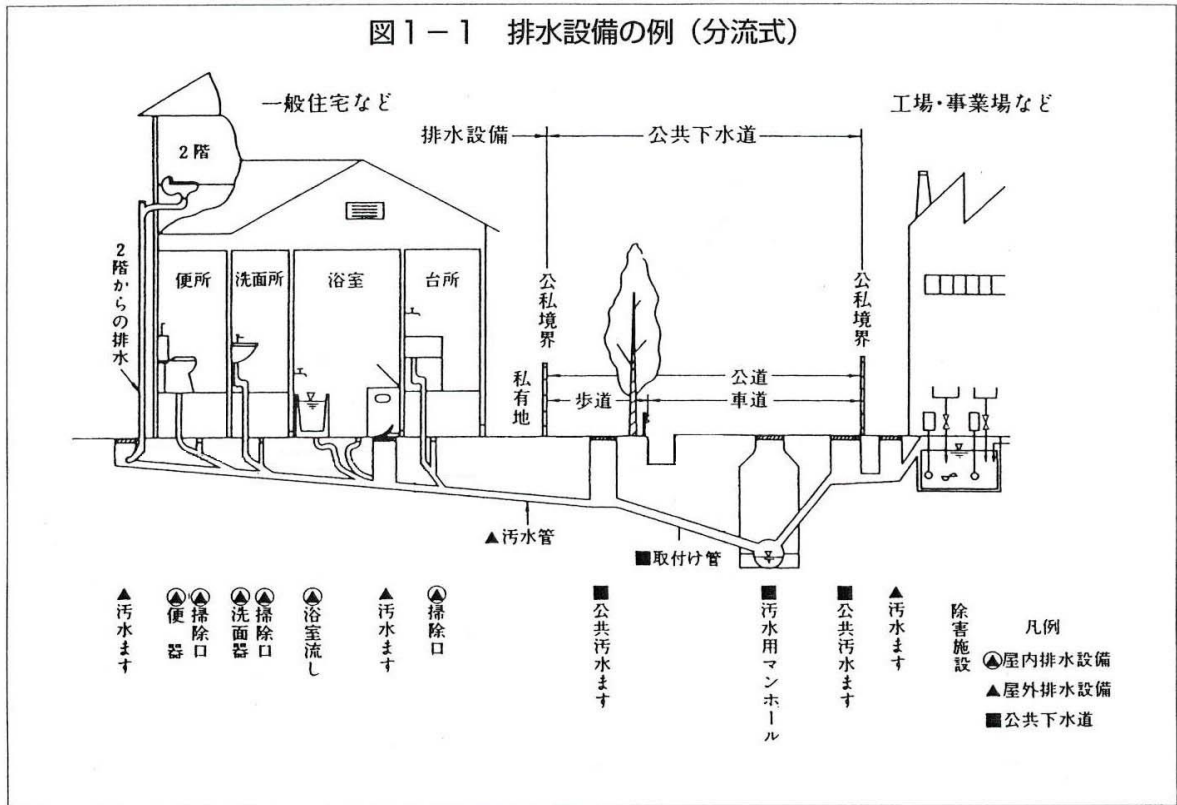 図1-1 排水設備の例(分流式)
一般住宅など
工場・事業場など
排水設備
公共下水道
2階
2階からの排水
便所
洗面所
浴室
台所
公私境界
公私境界
私有地
公道
歩道
車道
▲汚水管
■取付け管
▲汚水ます
便器
掃除口
洗面器
掃除口
浴室流し
▲汚水ます
掃除口
■公共汚水ます
■汚水用マンホール
■公共汚水ます
▲汚水ます
除害施設
凡例
屋内排水設備
▲屋外排水設備
■公共下水道